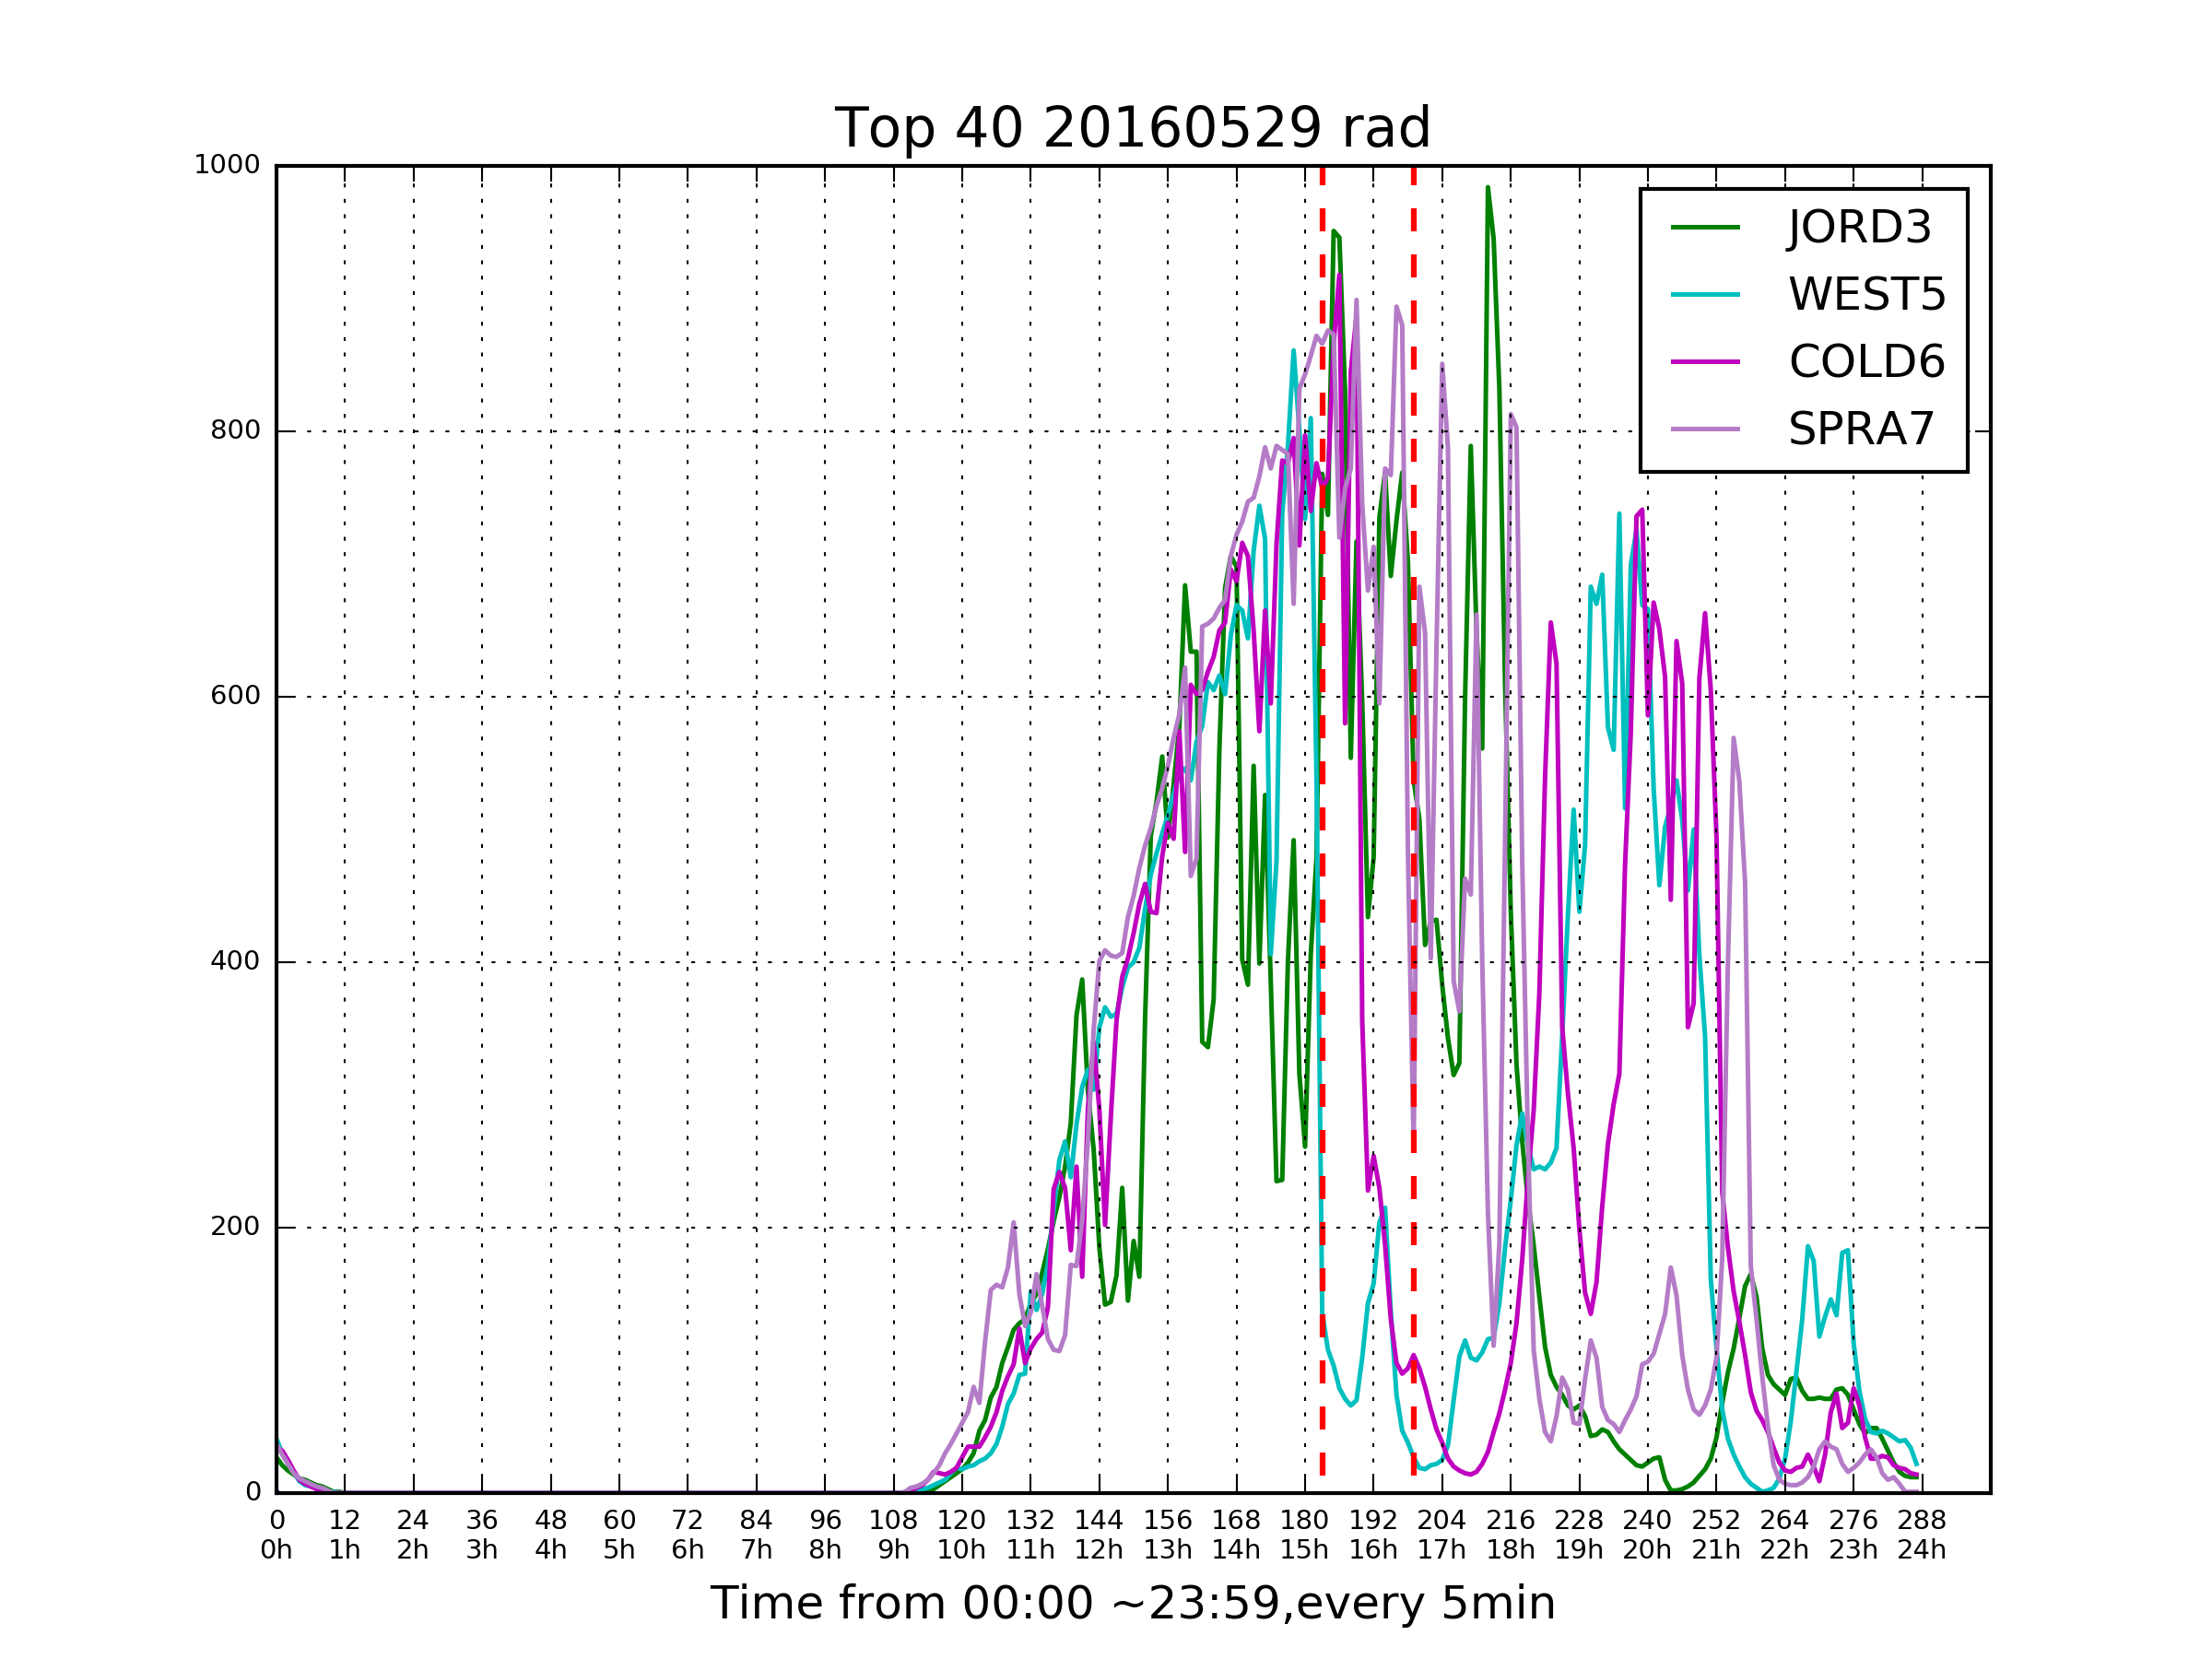 Top 40 20160529 rad
1000
800
600
400
200
0
JORD3
WEST5
COLD6
SPRA7
0 12 24 36 48 60 72 84 96 108 120 132 144 156 168 180 192 204 216 228 240 252 264 276 288
0h 1h 2h 3h 4h 5h 6h 7h 8h 9h 10h 11h 12h 13h 14h 15h 16h 17h 18h 19h 20h 21h 22h 23h 24h
Time from 00:00 ~23:59,every 5min